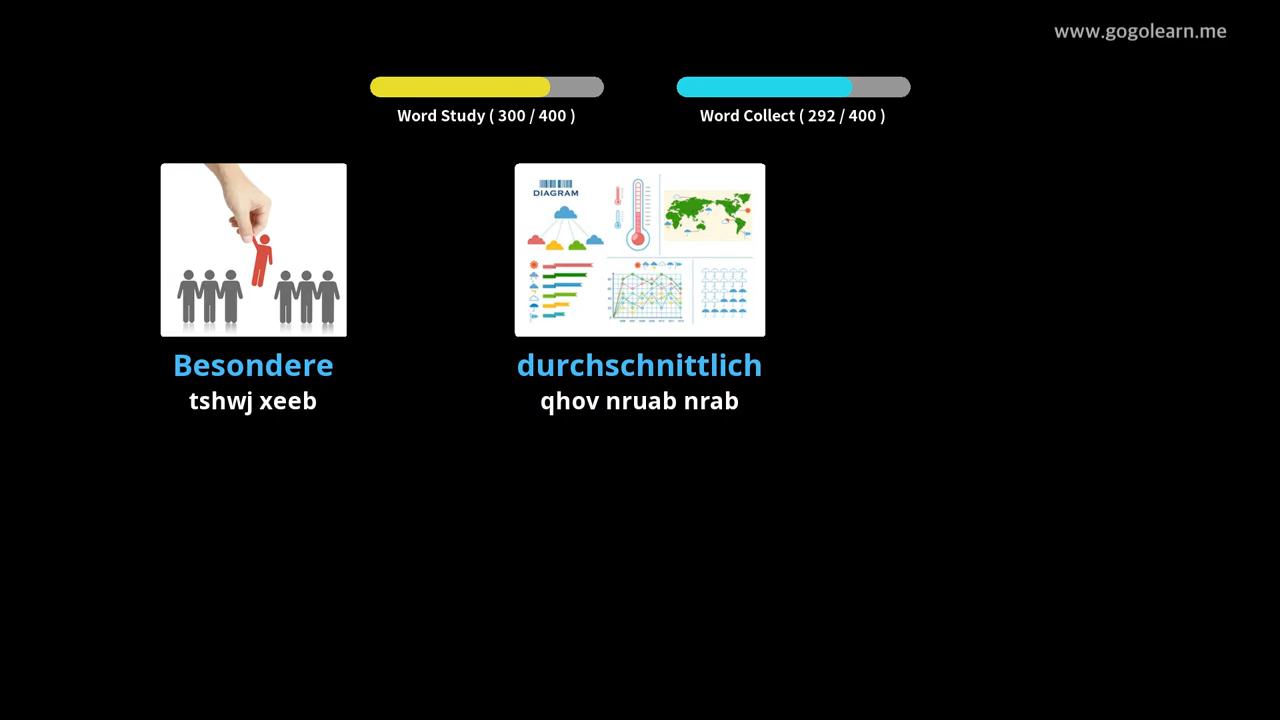 www.gogolearn.me
Word Study ( 300 / 400 )
Word Collect ( 292 / 400 )
DIAGRAM
Besondere
tshwj xeeb
durchschnittlich
qhov nruab nrab